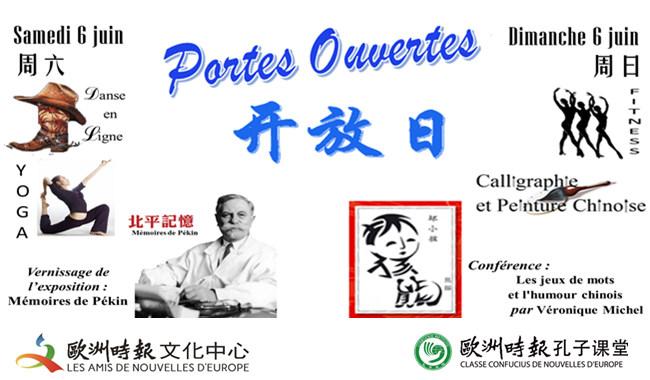 Samedi 6 juin
周六
Portes Ouvertes
开放日
Dimanche 6 juin
周日
Danse
en
Ligne
YOGA
FITNESS
Calligraphie
et Peinture Chinoise
北平記憶
Mémoires de Pékin
Vernissage de
l'exposition :
Mémoires de Pékin
Conférence :
Les jeux de mots
et l'humour chinois
par Véronique Michel
歐洲時報文化中心
LES AMIS DE NOUVELLES D'EUROPE
歐洲時報孔子课堂
CLASSE CONFUCIUS DE NOUVELLES D'EUROPE